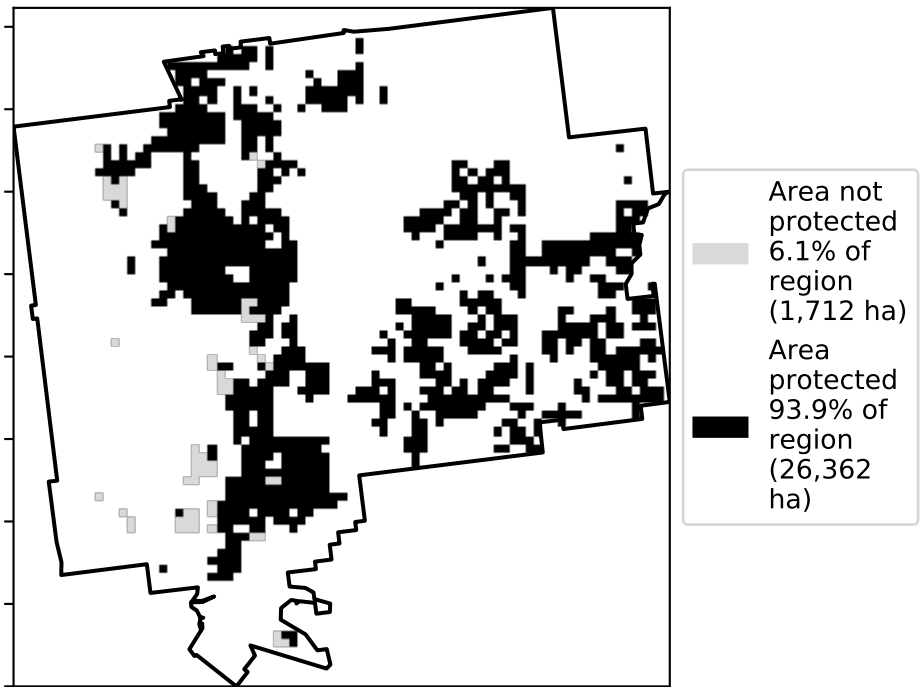 Area not
protected
6.1% of
region
(1,712 ha)
Area
protected
93.9% of
region
(26,362
ha)